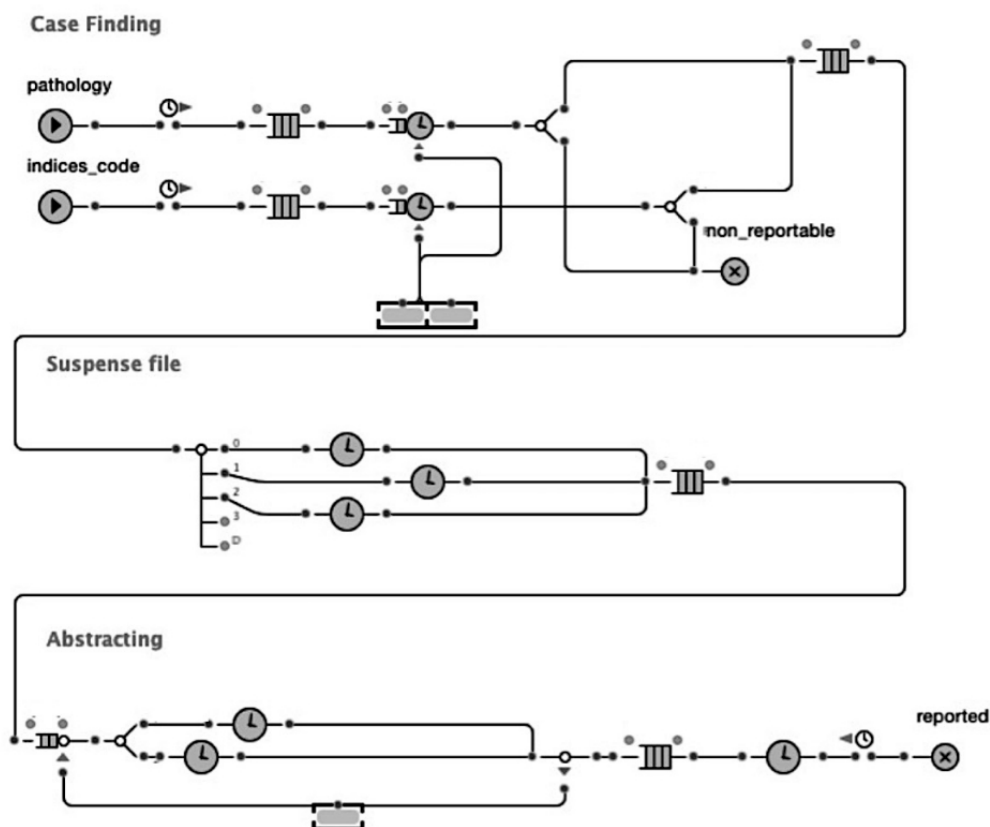 Case Finding
pathology
indices_code
non_reportable
Suspense file
0
1
2
3
D
Abstracting
reported